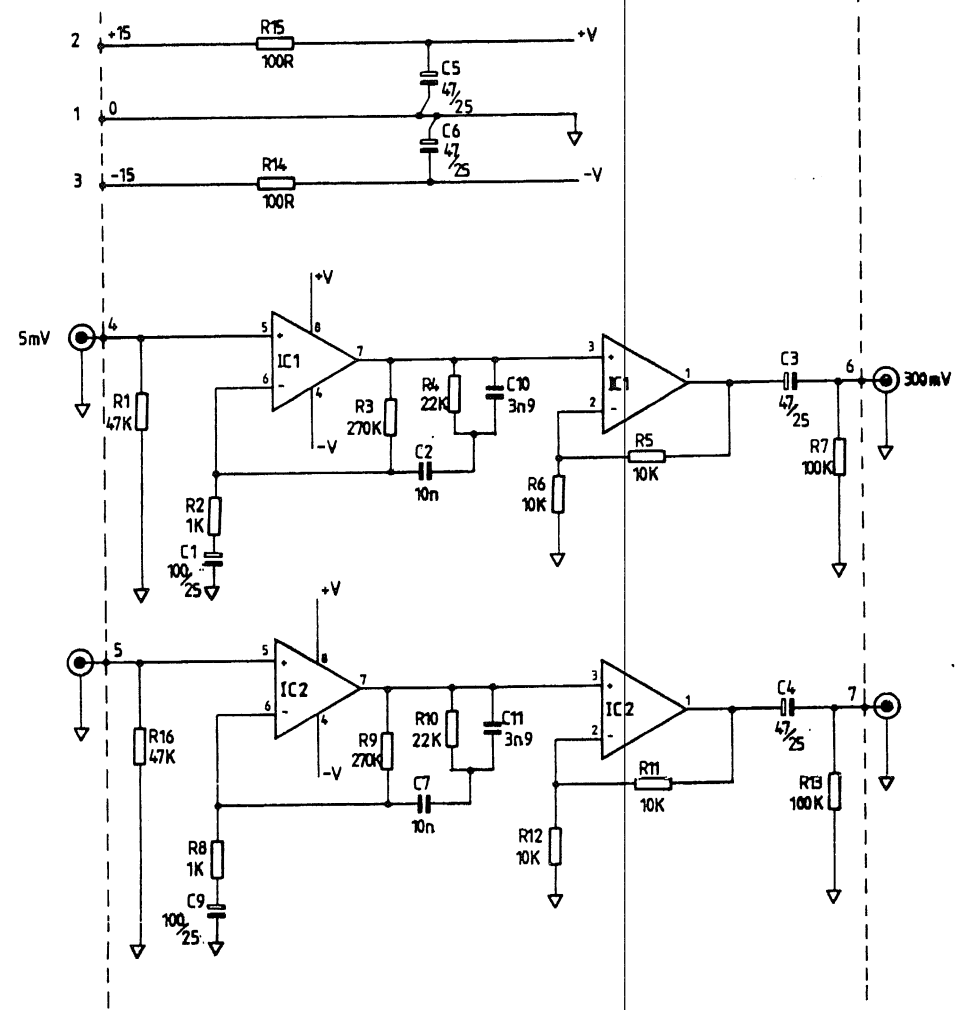 R15
2 +15 +V
100R
C5
47/25
1 0
C6
47/25
R14
3 -15 -V
100R
+V
4 5 + 8
5mV
IC1 7
6 -
4
-V
R1
47K
R3
270K
R4
22K
C10
3n9
C2
10n
R2
1K
C1
100/25
3 +
IC1 1
2 -
R5
10K
R6
10K
C3
47/25
6
300mV
R7
100K
+V
5 5 + 8
IC2 7
6 -
4
-V
R16
47K
R9
270K
R10
22K
C11
3n9
C7
10n
R8
1K
C9
100/25
3 +
IC2 1
2 -
R11
10K
R12
10K
C4
47/25
7
R13
100K